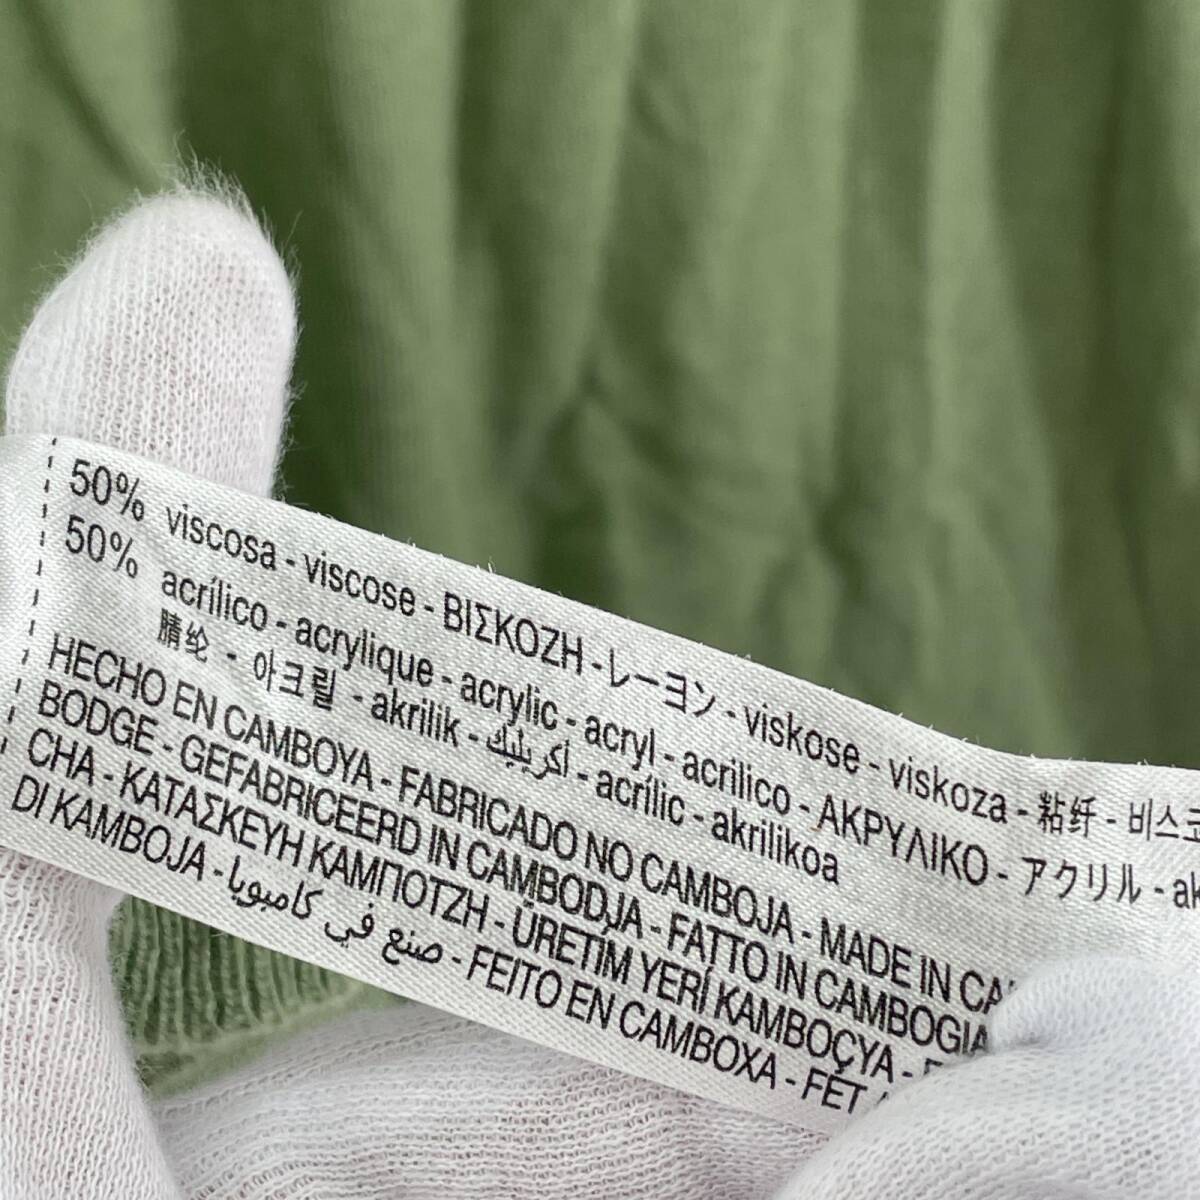 50% viscosa - viscose - ΒΙΣΚΟΖΗ - レーヨン - viskose - viskoza - 粘纤 - 비스코
50% acrílico - acrylique - acrylic - acryl - acrilico - ΑΚΡΥΛΙΚΟ - アクリル - ak
腈纶 - 아크릴 - akrilik - أكريليك - acrílic - akrilikoa
HECHO EN CAMBOYA - FABRICADO NO CAMBOJA - MADE IN CA
BODGE - GEFABRICEERD IN CAMBODJA - FATTO IN CAMBOGIA
CHA - ΚΑΤΑΣΚΕΥΗ ΚΑΜΠΟΤΖΗ - ÜRETİM YERİ KAMBOÇYA -
DI KAMBOJA - صنع في كامبوديا - FEITO EN CAMBOXA - FET